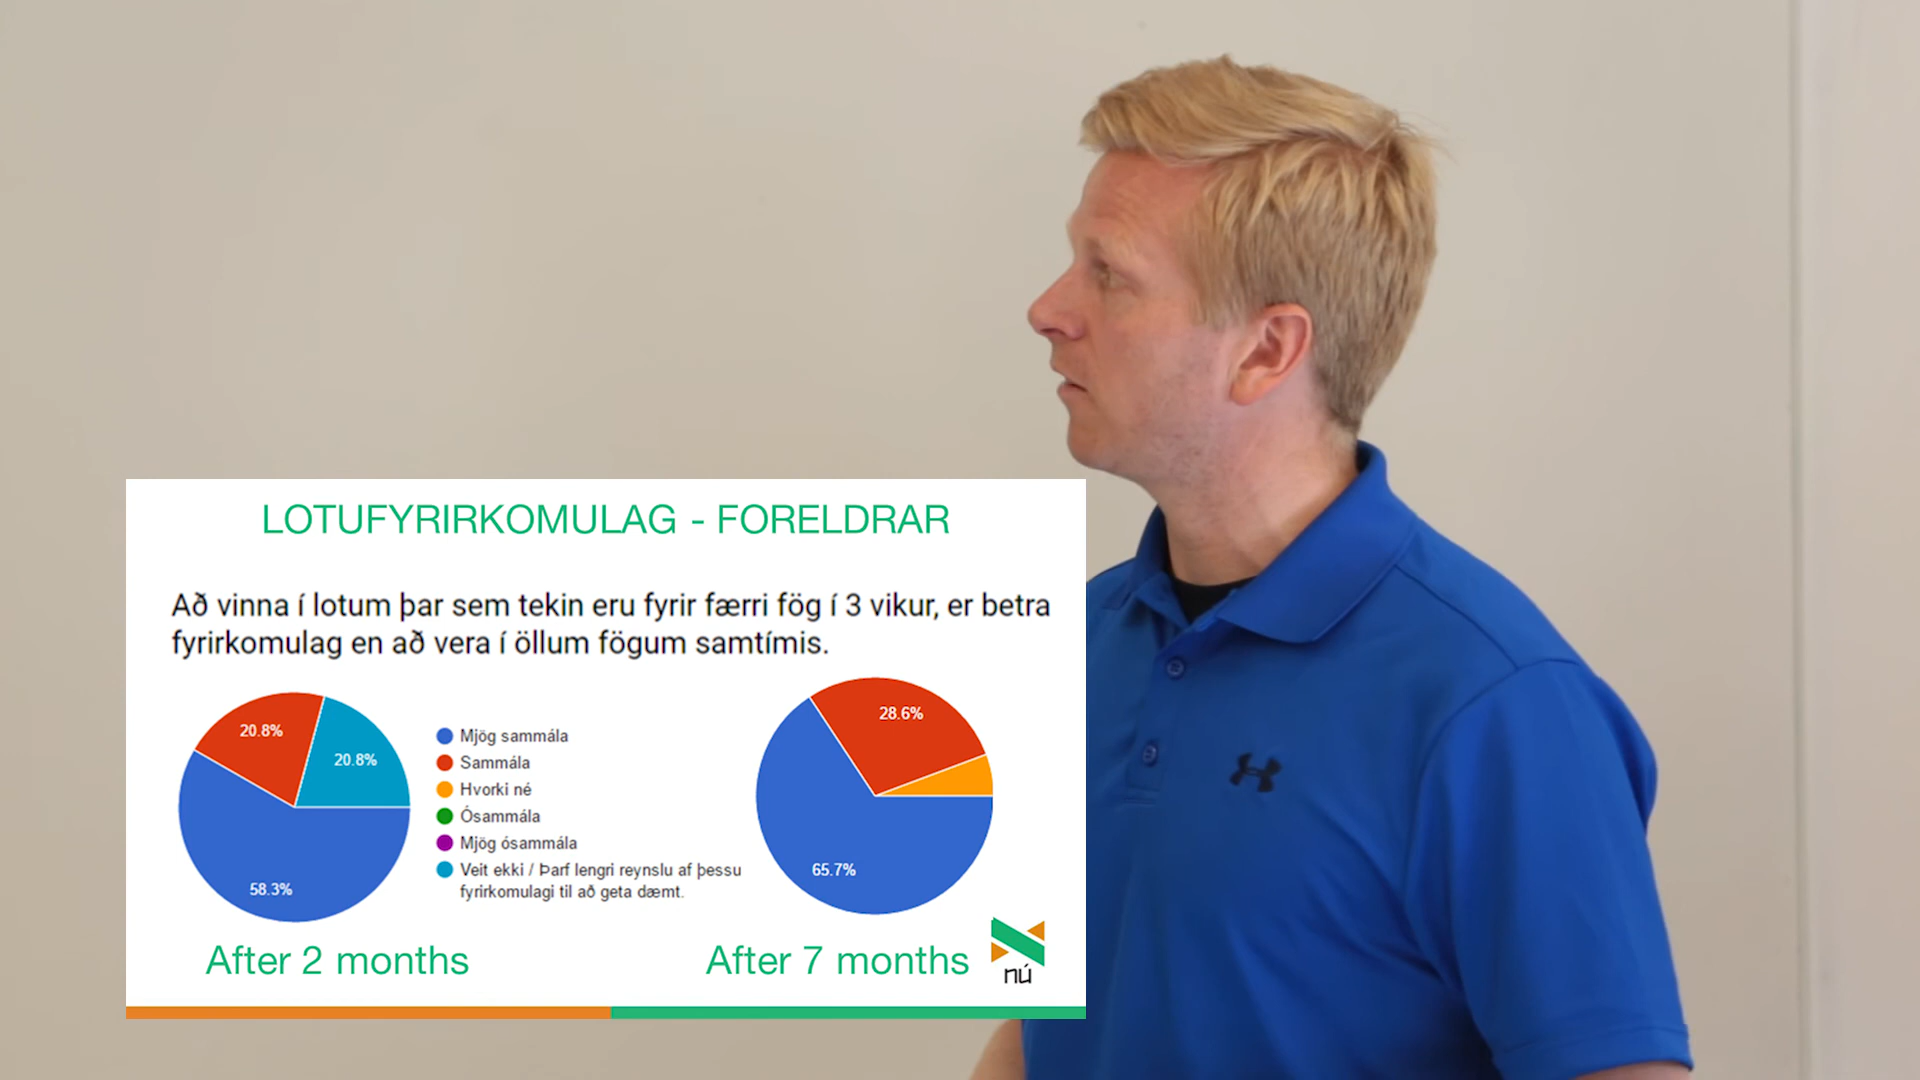 LOTUFYRIRKOMULAG - FORELDRAR
Að vinna í lotum þar sem tekin eru fyrir færri fög í 3 vikur, er betra
fyrirkomulag en að vera í öllum fögum samtímis.
20.8%
20.8%
58.3%
Mjög sammála
Sammála
Hvorki né
Ósammála
Mjög ósammála
Veit ekki / Þarf lengri reynslu af þessu
fyrirkomulagi til að geta dæmt.
28.6%
65.7%
After 2 months
After 7 months
nú